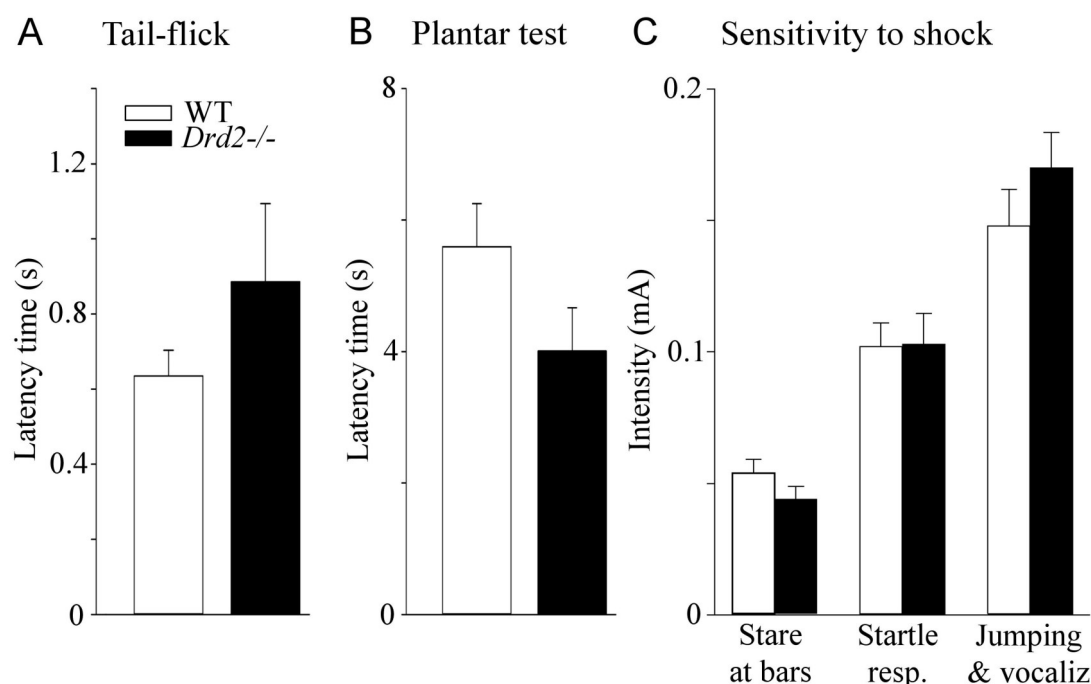 A Tail-flick
B Plantar test
C Sensitivity to shock
WT
Drd2-/-
Latency time (s)
1.2
0.8
0.4
0
Latency time (s)
8
4
0
Intensity (mA)
0.2
0.1
0
Stare
at bars
Startle
resp.
Jumping
& vocaliz